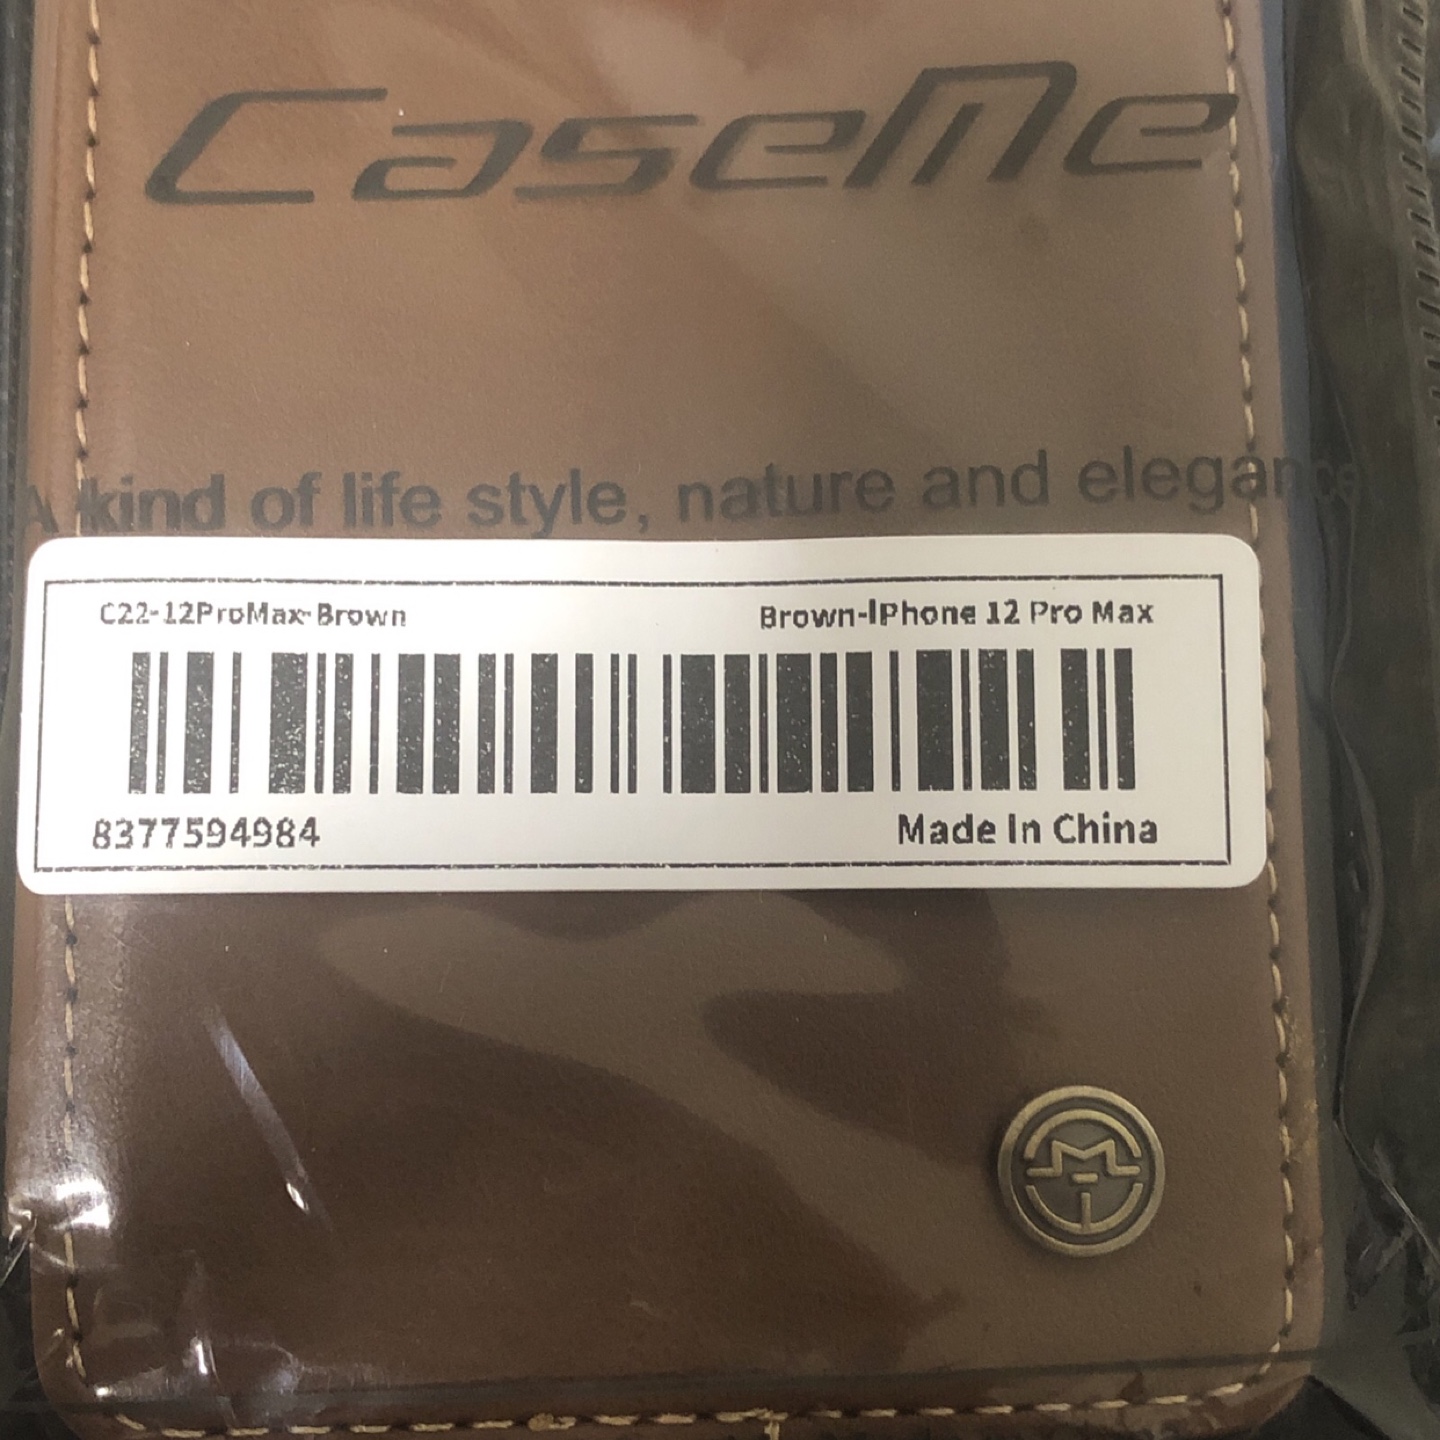 CaseMe
A kind of life style, nature and elegance
C22-12ProMax-Brown
Brown-IPhone 12 Pro Max
8377594984
Made In China